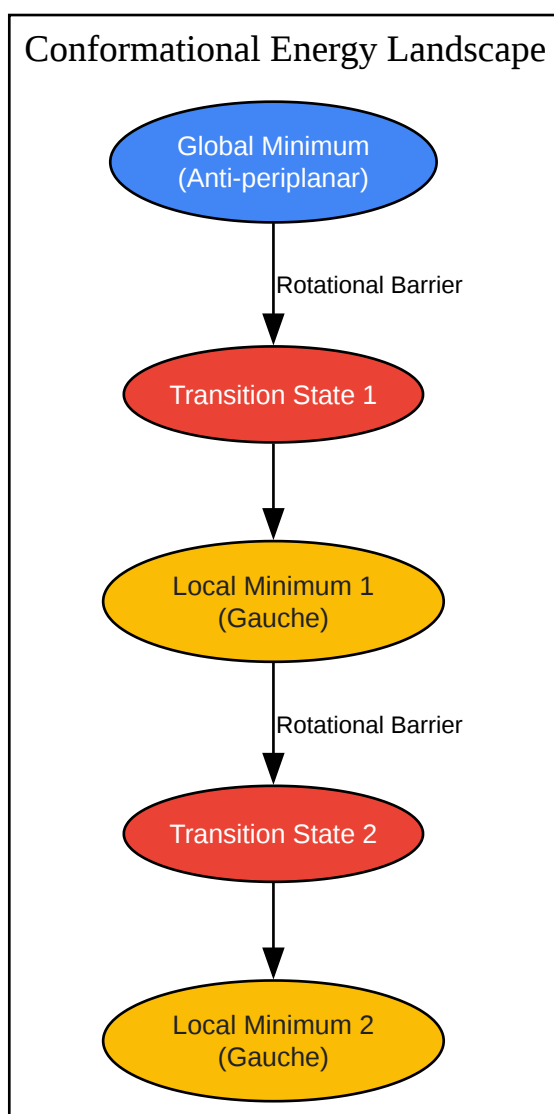 Conformational Energy Landscape
Global Minimum
(Anti-periplanar)
Rotational Barrier
Transition State 1
Local Minimum 1
(Gauche)
Rotational Barrier
Transition State 2
Local Minimum 2
(Gauche)